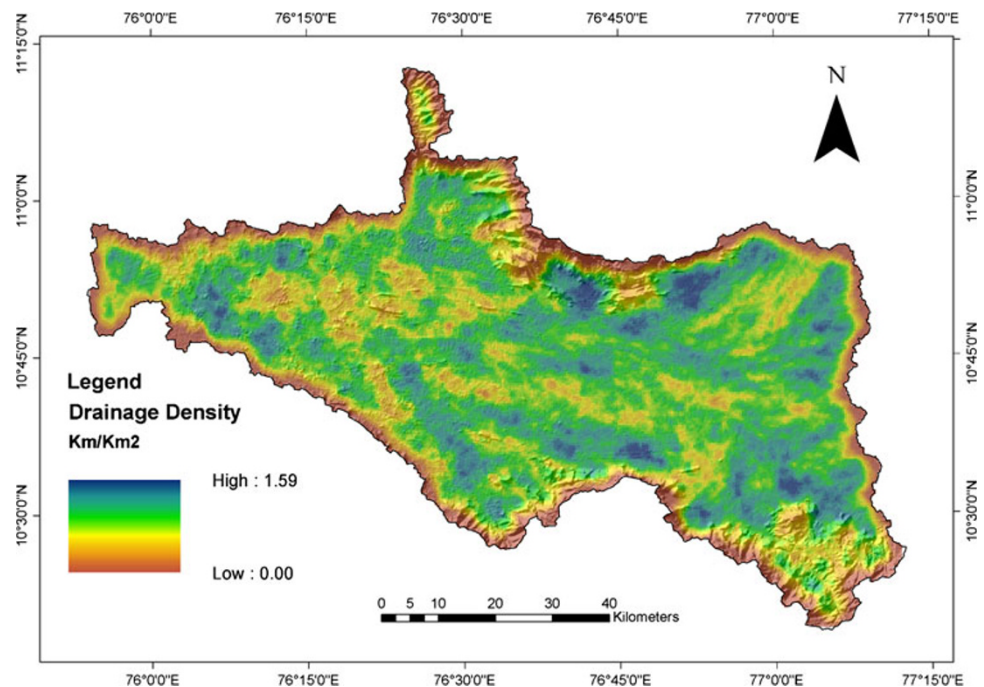 76°0'0"E 76°15'0"E 76°30'0"E 76°45'0"E 77°0'0"E 77°15'0"E
11°15'0"N
N
11°0'0"N
11°0'0"N
10°45'0"N
10°45'0"N
Legend
Drainage Density
Km/Km2
High : 1.59
Low : 0.00
10°30'0"N
10°30'0"N
0 5 10 20 30 40
Kilometers
76°0'0"E 76°15'0"E 76°30'0"E 76°45'0"E 77°0'0"E 77°15'0"E